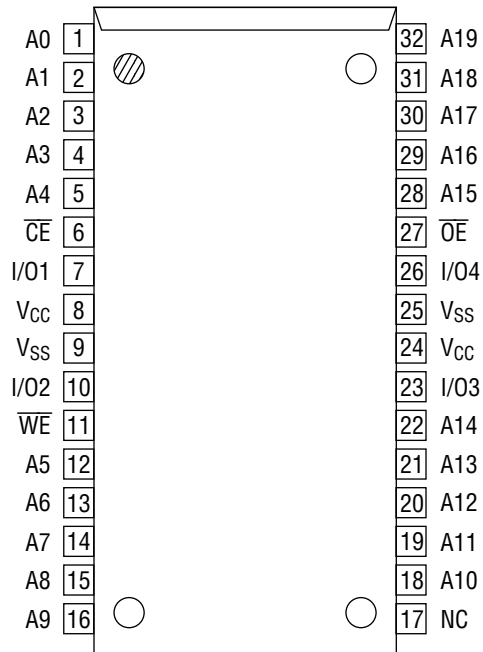 A0 1 32 A19
A1 2 31 A18
A2 3 30 A17
A3 4 29 A16
A4 5 28 A15
C̅E̅ 6 27 O̅E̅
I/O1 7 26 I/O4
VCC 8 25 VSS
VSS 9 24 VCC
I/O2 10 23 I/O3
W̅E̅ 11 22 A14
A5 12 21 A13
A6 13 20 A12
A7 14 19 A11
A8 15 18 A10
A9 16 17 NC